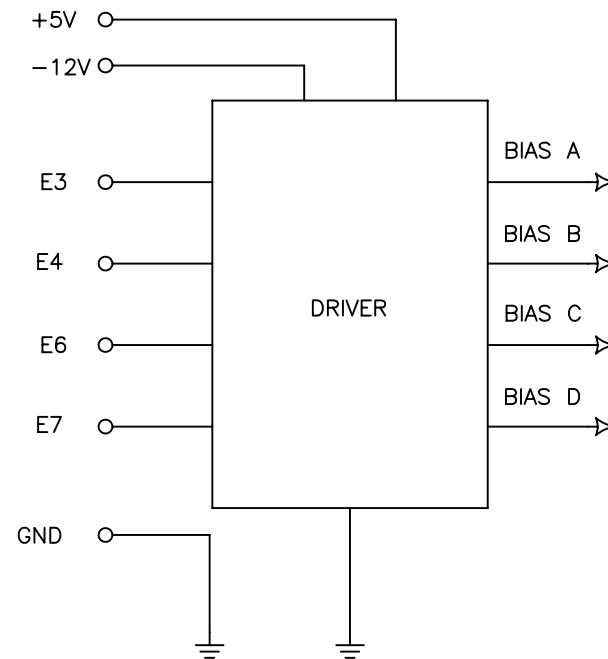 +5V
-12V
BIAS A
E3
BIAS B
E4
DRIVER
BIAS C
E6
BIAS D
E7
GND